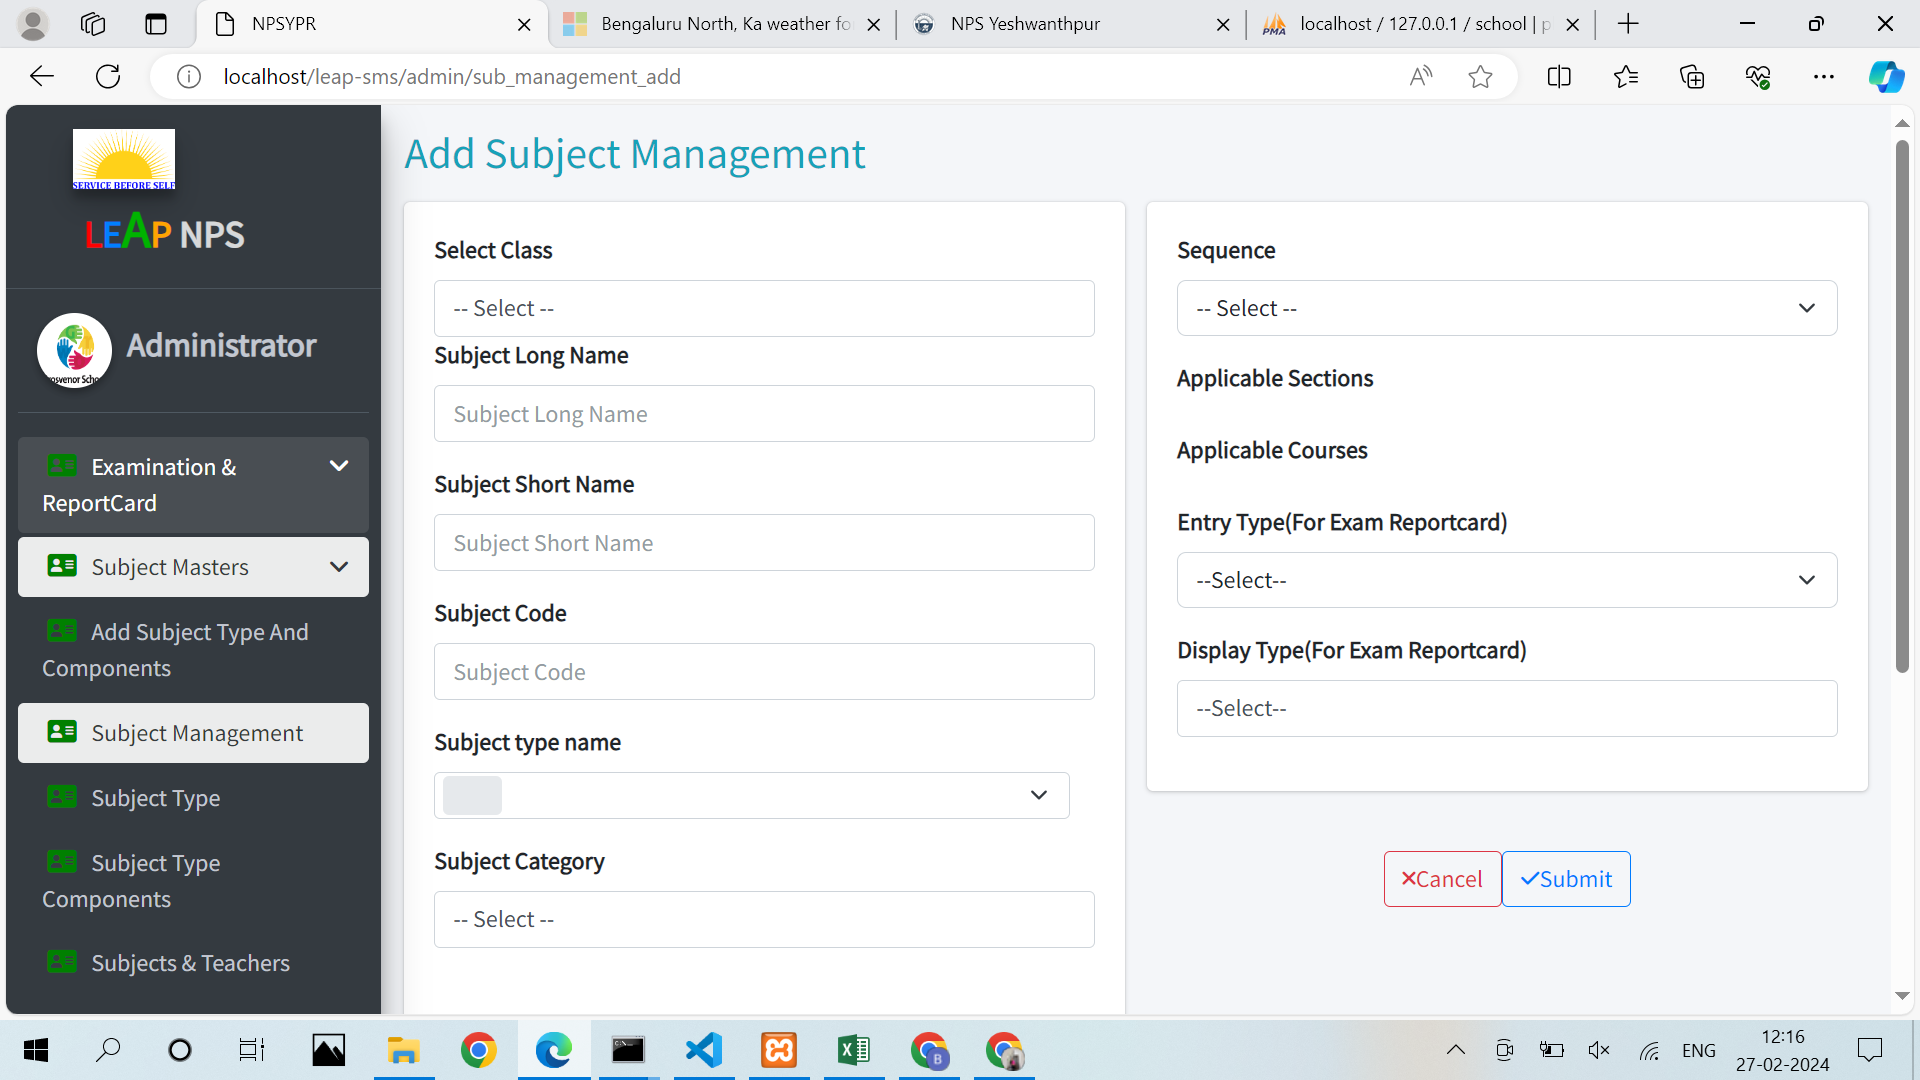 NPSYPR
Bengaluru North, Ka weather fo
NPS Yeshwanthpur
localhost / 127.0.0.1 / school | p
localhost/leap-sms/admin/sub_management_add
SERVICE BEFORE SELF
LEAP NPS
Administrator
Examination &
ReportCard
Subject Masters
Add Subject Type And
Components
Subject Management
Subject Type
Subject Type
Components
Subjects & Teachers
Add Subject Management
Select Class
-- Select --
Subject Long Name
Subject Long Name
Subject Short Name
Subject Short Name
Subject Code
Subject Code
Subject type name
Subject Category
-- Select --
Sequence
-- Select --
Applicable Sections
Applicable Courses
Entry Type(For Exam Reportcard)
--Select--
Display Type(For Exam Reportcard)
--Select--
Cancel
Submit
ENG
12:16
27-02-2024